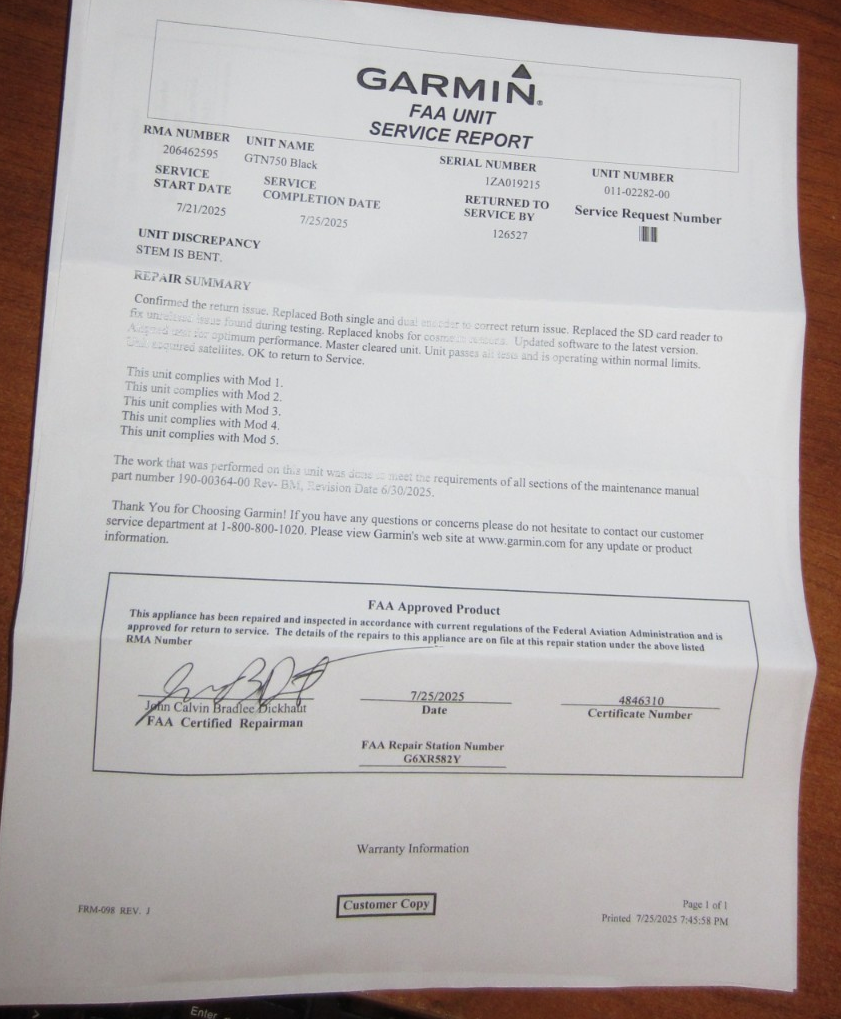 GARMIN
FAA UNIT
SERVICE REPORT
RMA NUMBER
206462595
UNIT NAME
GTN750 Black
SERIAL NUMBER
1ZA019215
UNIT NUMBER
011-02282-00
SERVICE
START DATE
7/21/2025
SERVICE
COMPLETION DATE
7/25/2025
RETURNED TO
SERVICE BY
126527
Service Request Number
UNIT DISCREPANCY
STEM IS BENT.
REPAIR SUMMARY
Confirmed the return issue. Replaced Both single and dual encoder to correct return issue. Replaced the SD card reader to
fix unrelated issue found during testing. Replaced knobs for cosmetic Updated software to the latest version.
for optimum performance. Master cleared unit. Unit passes all tests and is operating within normal limits.
acquired satellites. OK to return to Service.
This unit complies with Mod 1.
This unit complies with Mod 2.
This unit complies with Mod 3.
This unit complies with Mod 4.
This unit complies with Mod 5.
The work that was performed on this unit was done to meet the requirements of all sections of the maintenance manual
part number 190-00364-00 Rev- BM, Revision Date 6/30/2025.
Thank You for Choosing Garmin! If you have any questions or concerns please do not hesitate to contact our customer
service department at 1-800-800-1020. Please view Garmin's web site at www.garmin.com for any update or product
information.
FAA Approved Product
This appliance has been repaired and inspected in accordance with current regulations of the Federal Aviation Administration and is
approved for return to service. The details of the repairs to this appliance are on file at this repair station under the above listed
RMA Number
John Calvin Bradlee Dickhaut
FAA Certified Repairman
7/25/2025
Date
4846310
Certificate Number
FAA Repair Station Number
G6XR582Y
Warranty Information
Customer Copy
FRM-098 REV. J
Page 1 of 1
Printed 7/25/2025 7:45:58 PM
Enter